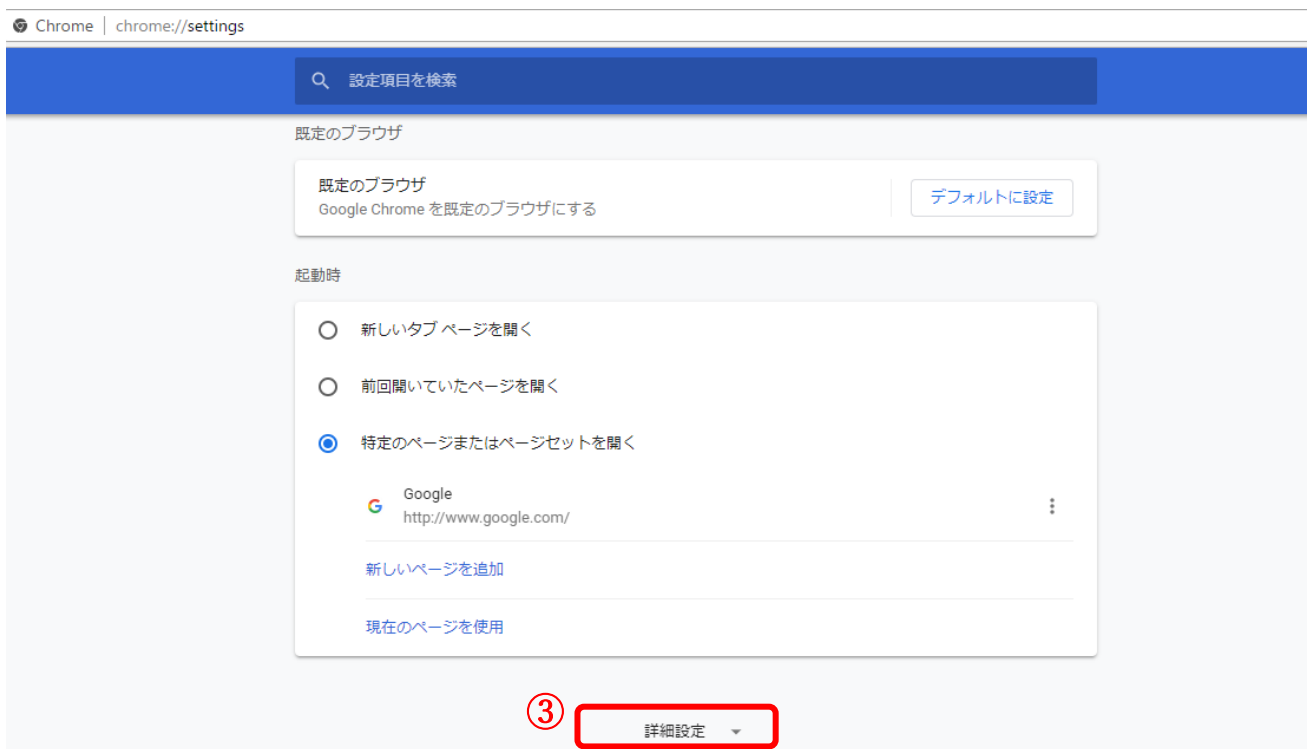 Chrome | chrome://settings
設定項目を検索
既定のブラウザ
既定のブラウザ
Google Chrome を既定のブラウザにする
デフォルトに設定
起動時
新しいタブ ページを開く
前回開いていたページを開く
特定のページまたはページセットを開く
Google
http://www.google.com/
新しいページを追加
現在のページを使用
③
詳細設定